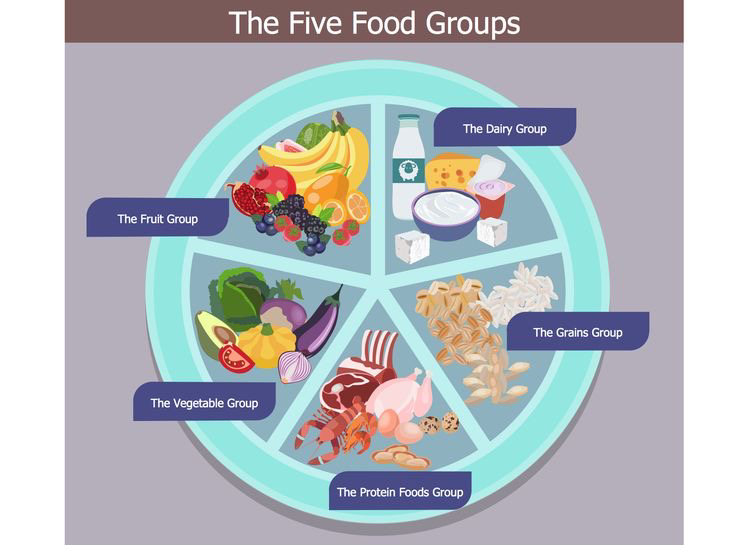 The Five Food Groups
The Dairy Group
The Fruit Group
The Grains Group
The Vegetable Group
The Protein Foods Group